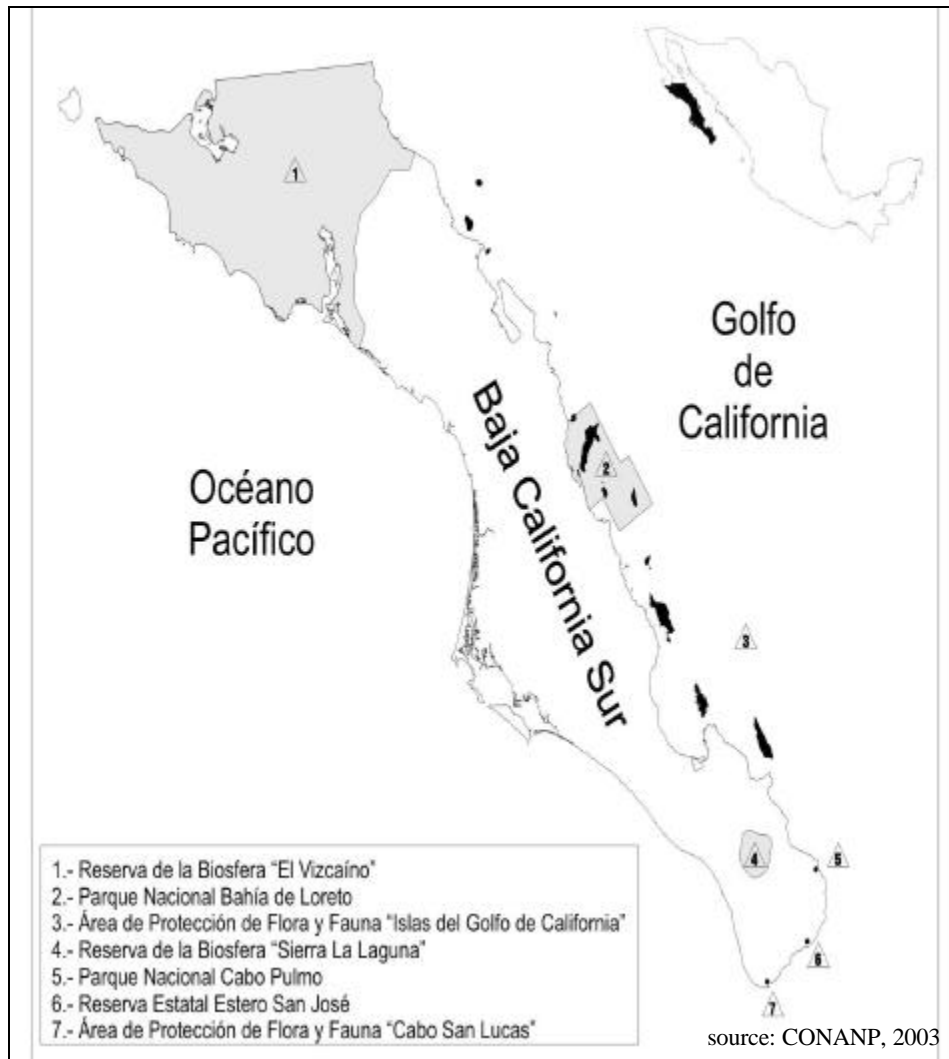 1
Golfo
de
California
Baja California Sur
2
Océano
Pacífico
3
4
5
6
7
1.- Reserva de la Biosfera “El Vizcaíno”
2.- Parque Nacional Bahía de Loreto
3.- Área de Protección de Flora y Fauna “Islas del Golfo de California”
4.- Reserva de la Biosfera “Sierra La Laguna”
5.- Parque Nacional Cabo Pulmo
6.- Reserva Estatal Estero San José
7.- Área de Protección de Flora y Fauna “Cabo San Lucas”
source: CONANP, 2003